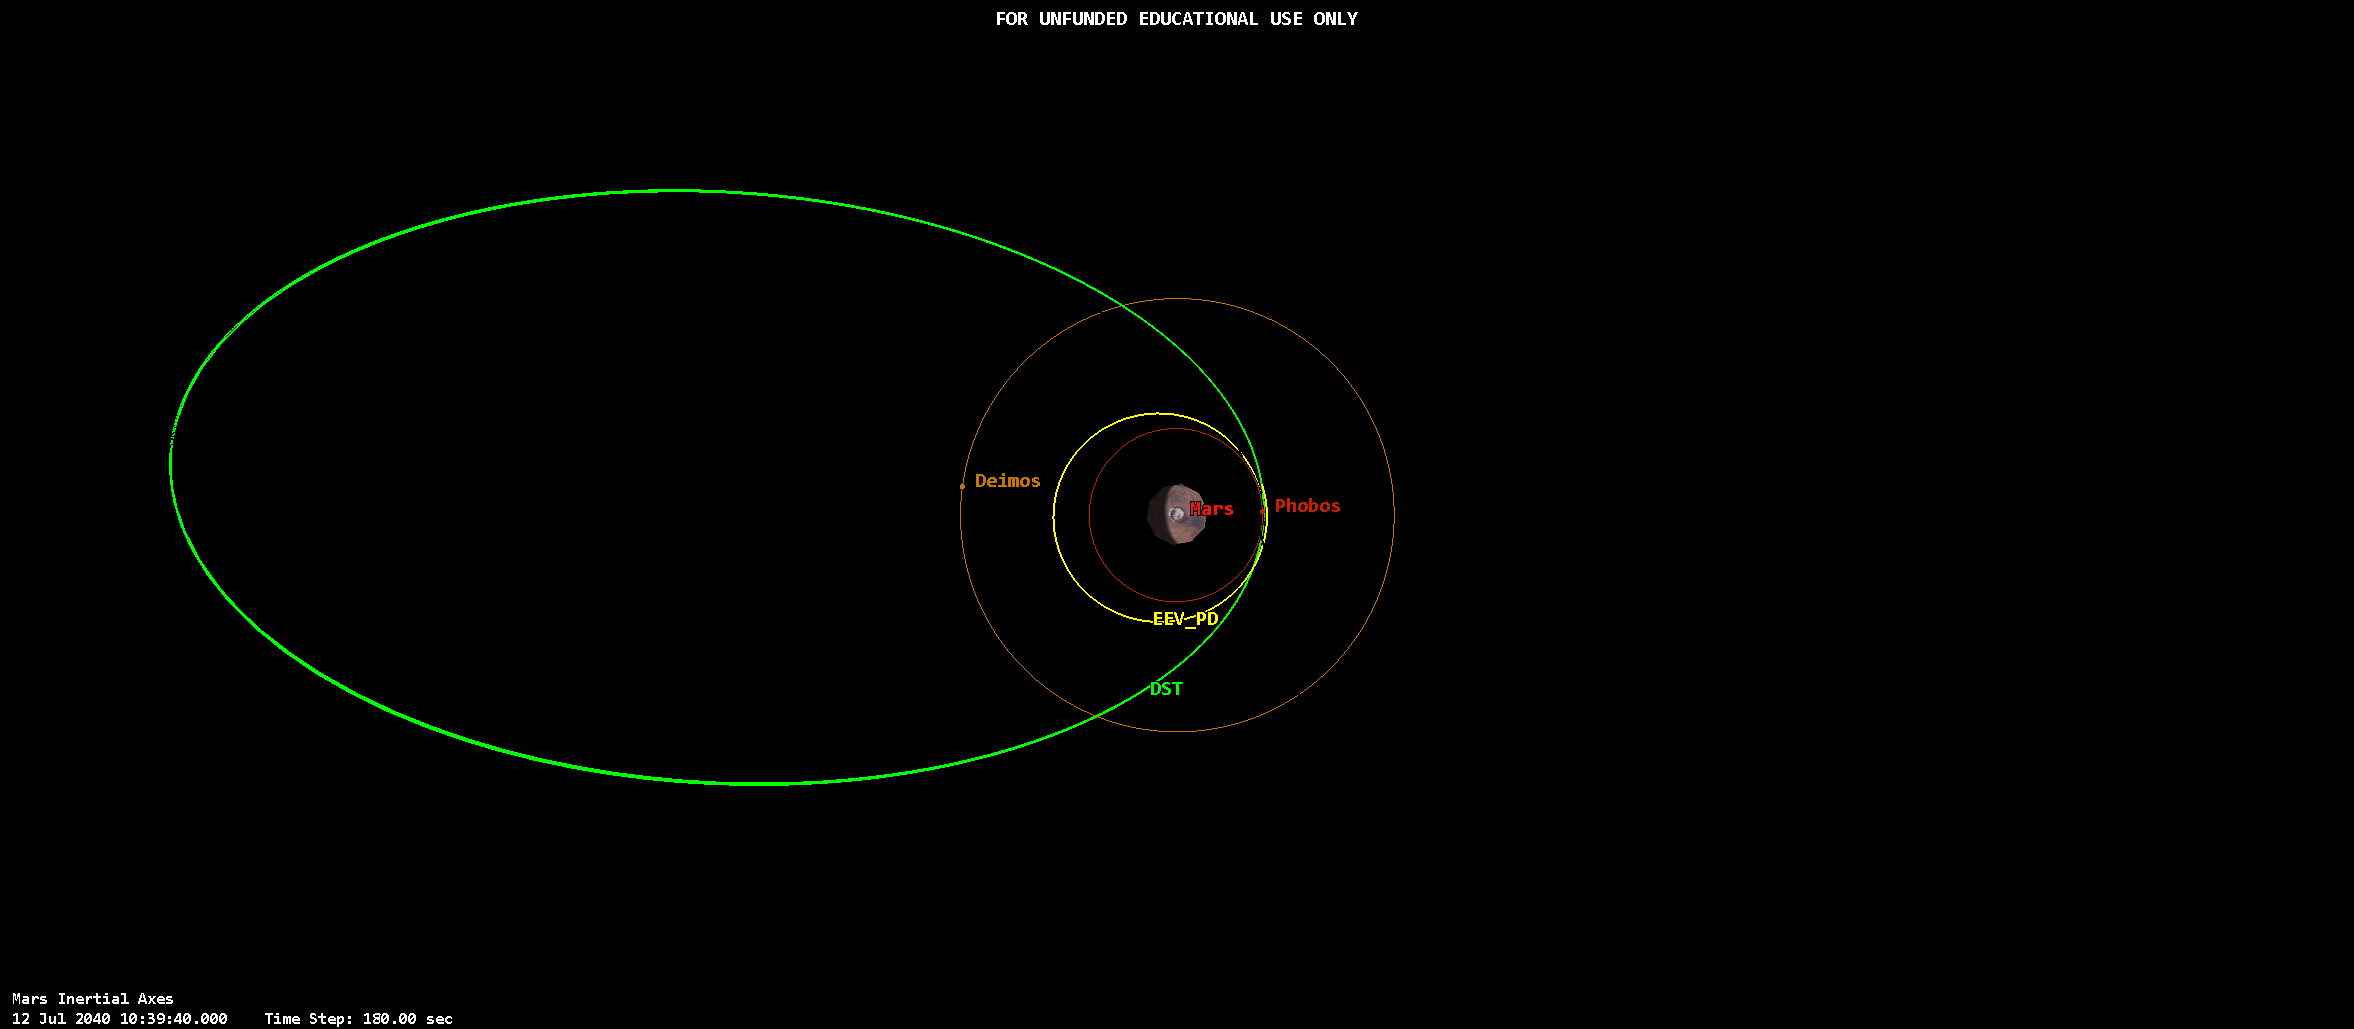 FOR UNFUNDED EDUCATIONAL USE ONLY
Deimos
Mars
Phobos
EEV_PD
DST
Mars Inertial Axes
12 Jul 2040 10:39:40.000    Time Step: 180.00 sec